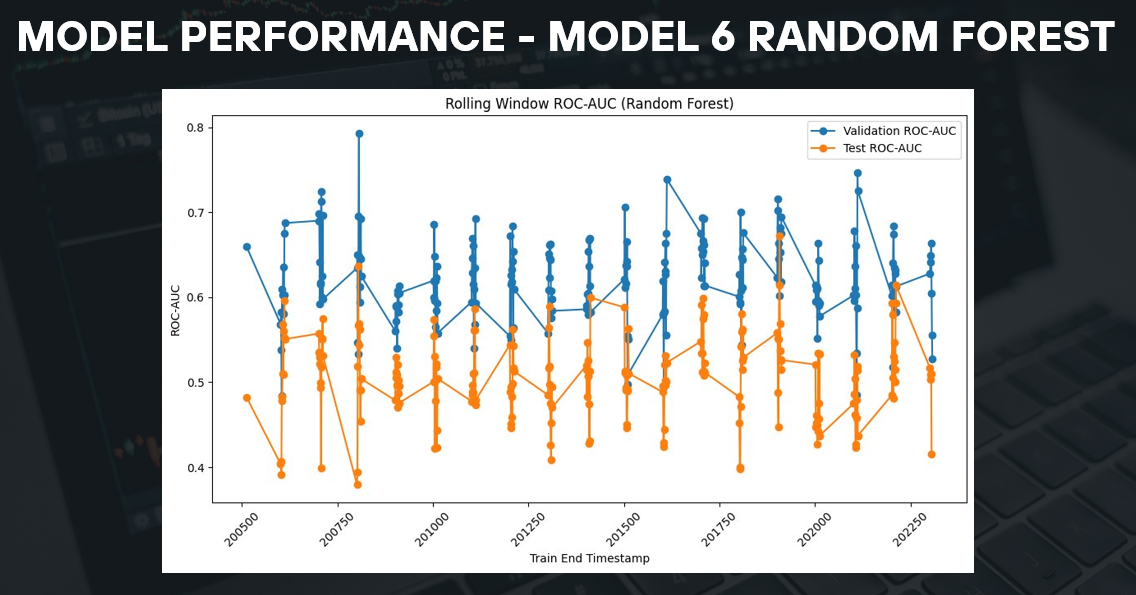 MODEL PERFORMANCE - MODEL 6 RANDOM FOREST
Rolling Window ROC-AUC (Random Forest)
Validation ROC-AUC
Test ROC-AUC
0.8
0.7
0.6
0.5
0.4
ROC-AUC
200500
200750
201000
201250
201500
201750
202000
202250
Train End Timestamp